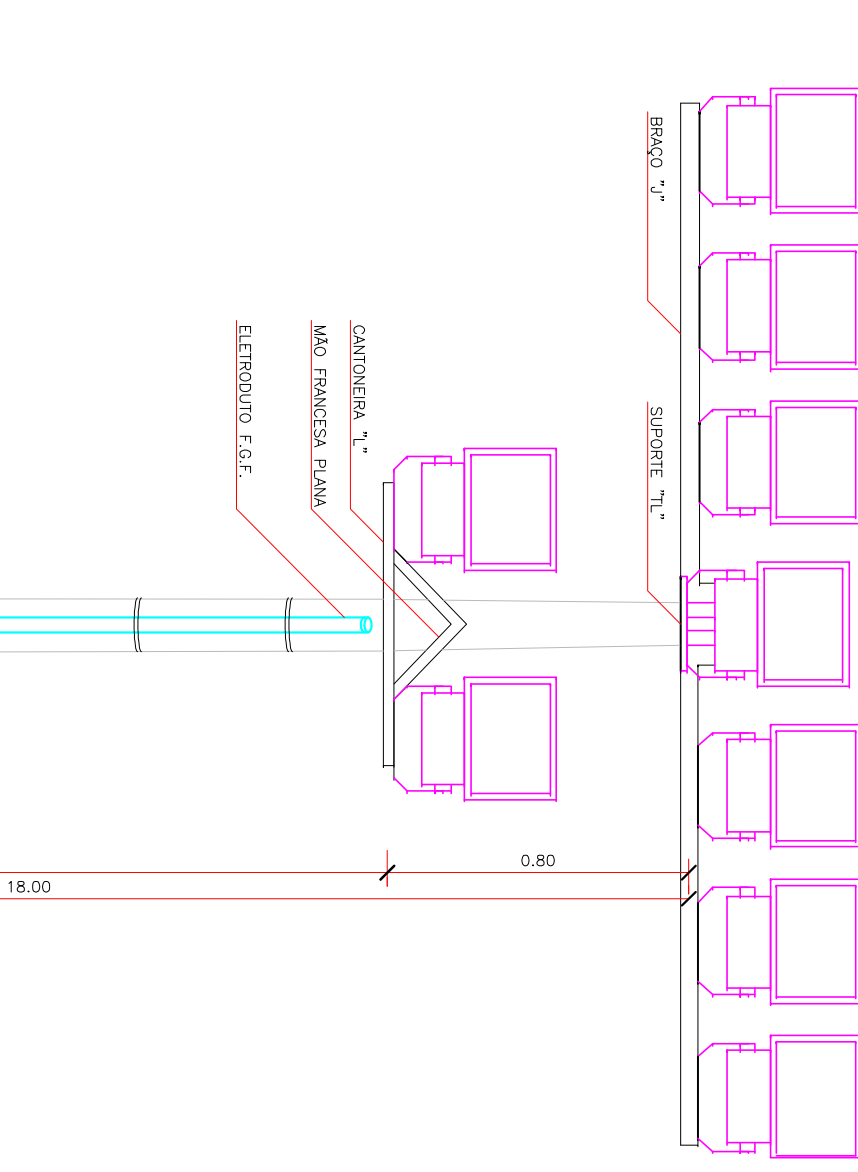 BRAÇO "J"
SUPORTE "TL"
CANTONEIRA "L"
MÃO FRANCESA PLANA
ELETRODUTO F.G.F.
0.80
18.00